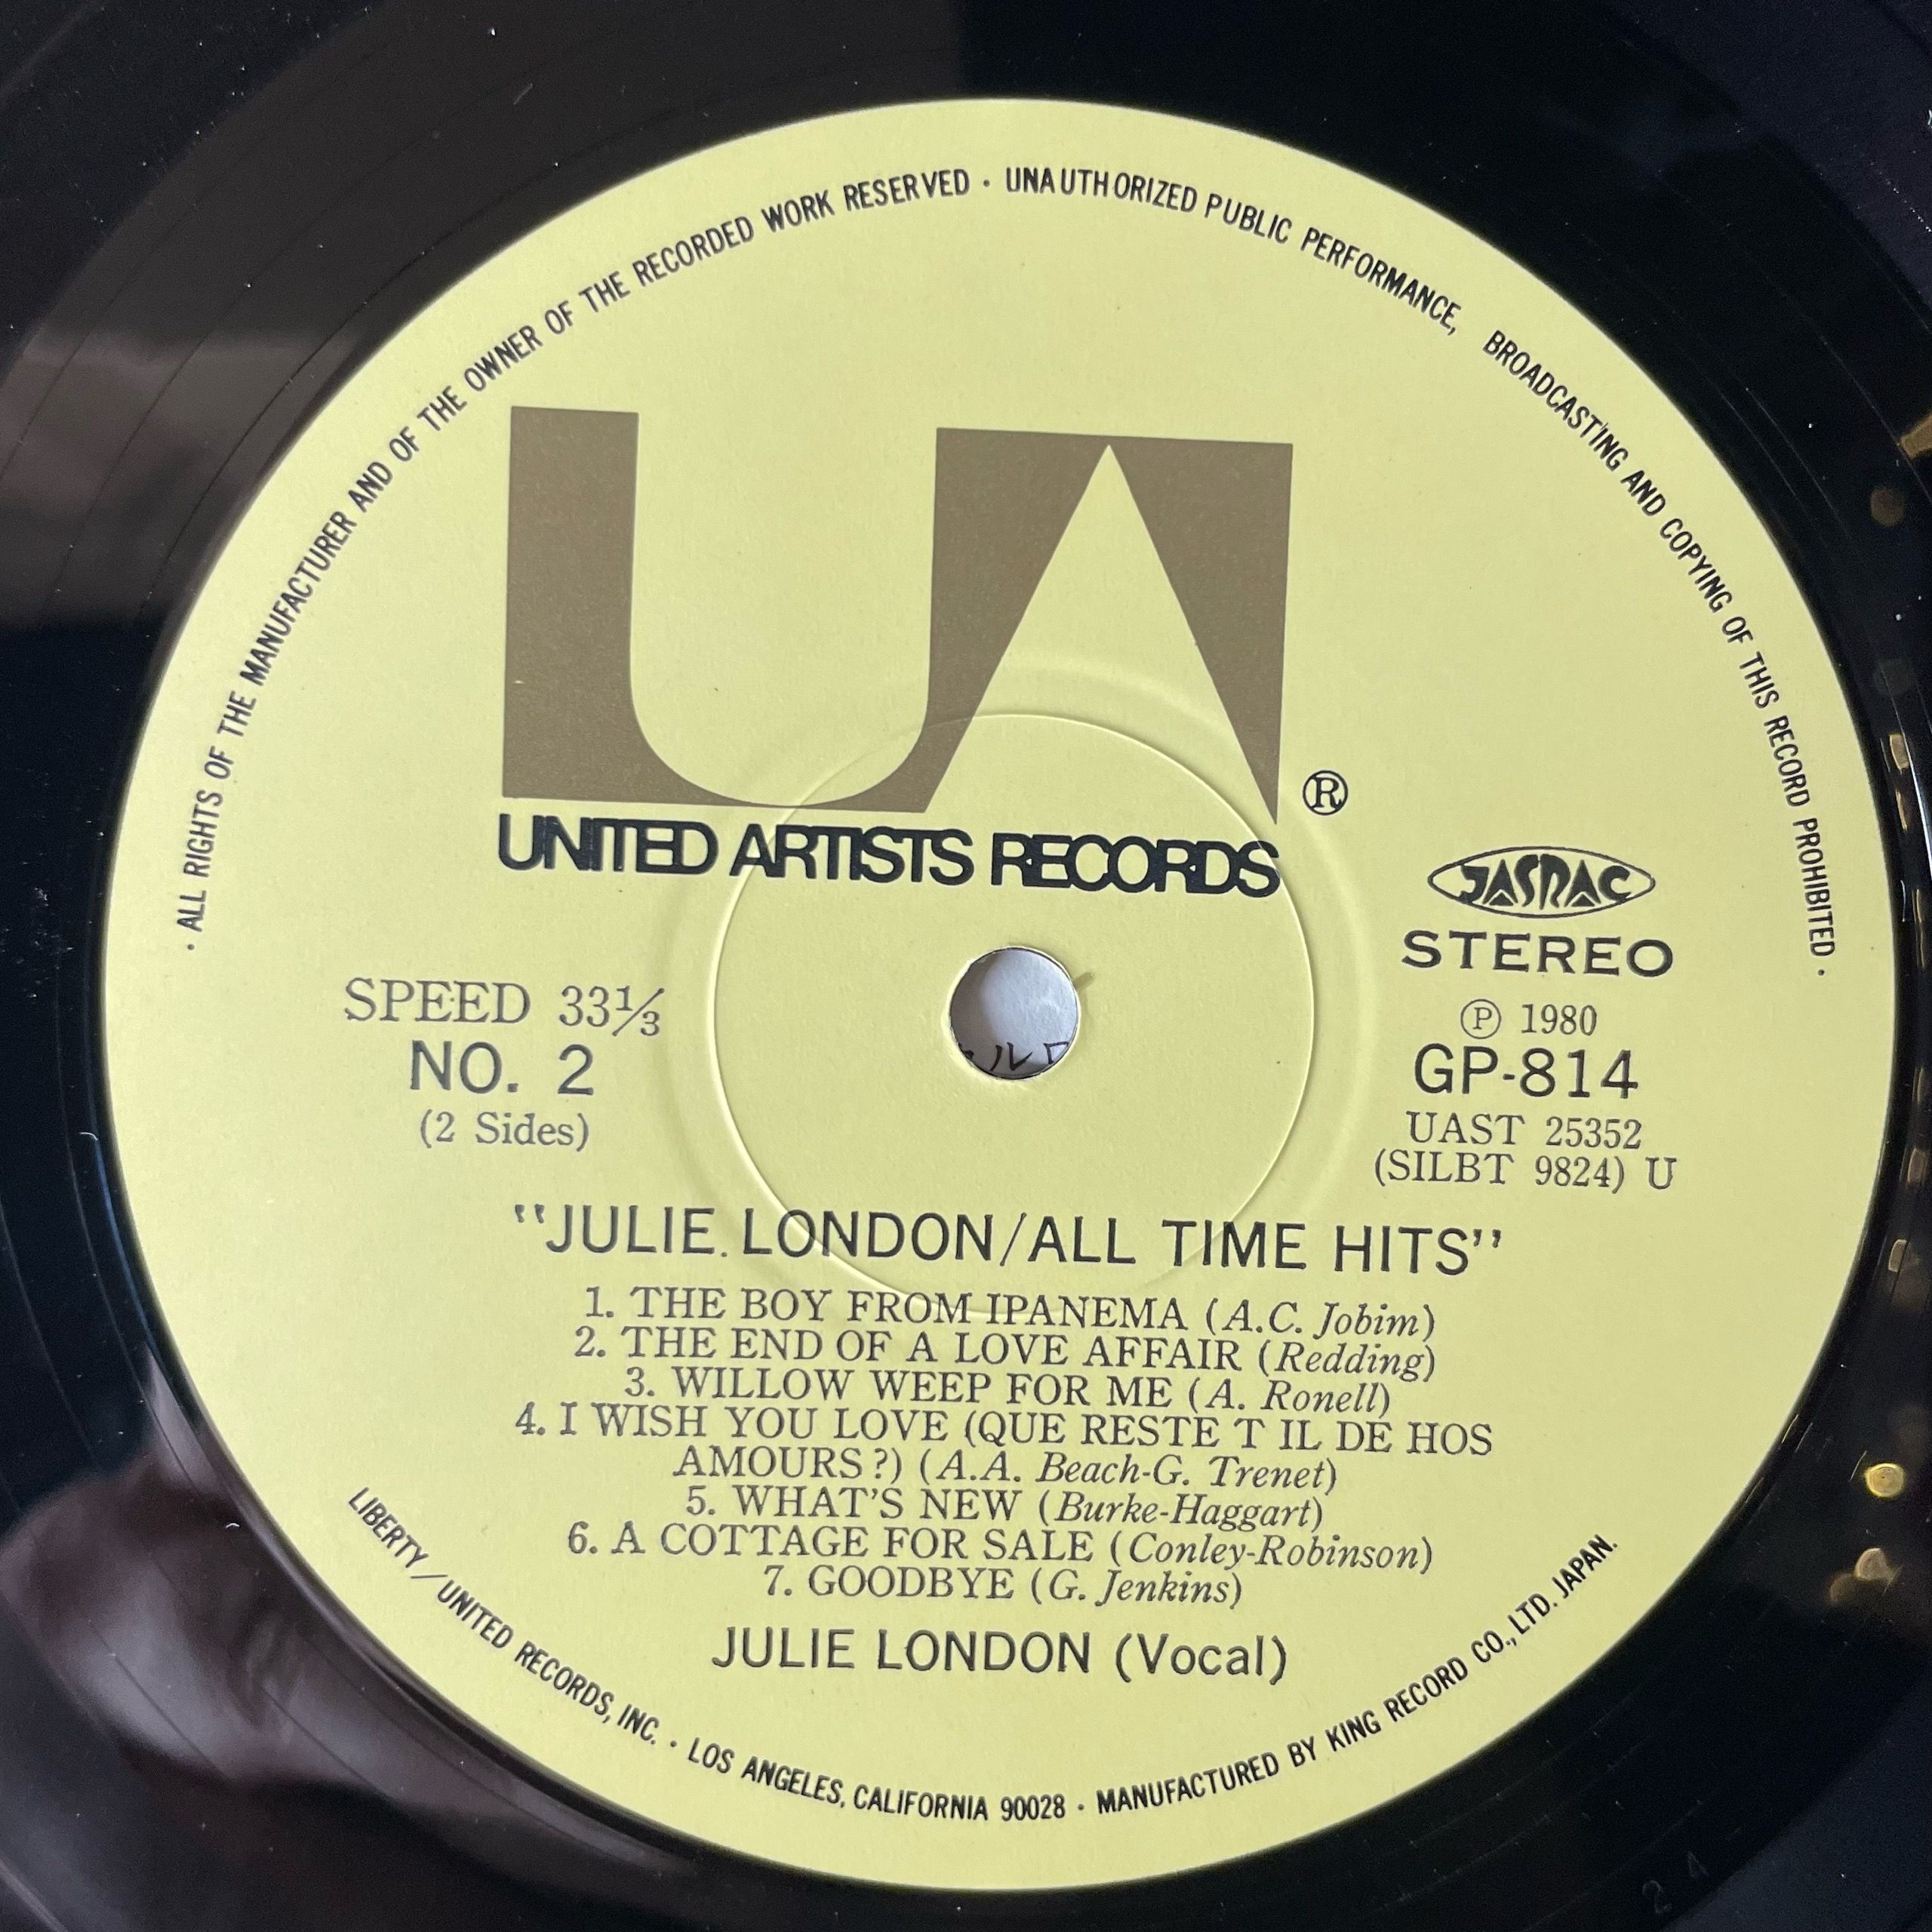 · ALL RIGHTS OF THE MANUFACTURER AND OF THE OWNER OF THE RECORDED WORK RESERVED · UNAUTHORIZED PUBLIC PERFORMANCE, BROADCASTING AND COPYING OF THIS RECORD PROHIBITED ·
UA ®
UNITED ARTISTS RECORDS
JASRAC
STEREO
SPEED 33⅓
NO. 2
(2 Sides)
Ⓟ 1980
GP-814
UAST 25352
(SILBT 9824) U
"JULIE LONDON/ALL TIME HITS"
1. THE BOY FROM IPANEMA (A.C. Jobim)
2. THE END OF A LOVE AFFAIR (Redding)
3. WILLOW WEEP FOR ME (A. Ronell)
4. I WISH YOU LOVE (QUE RESTE T IL DE HOS
AMOURS?) (A.A. Beach-G. Trenet)
5. WHAT'S NEW (Burke-Haggart)
6. A COTTAGE FOR SALE (Conley-Robinson)
7. GOODBYE (G. Jenkins)
JULIE LONDON (Vocal)
LIBERTY/UNITED RECORDS, INC. · LOS ANGELES, CALIFORNIA 90028 · MANUFACTURED BY KING RECORD CO., LTD. JAPAN.